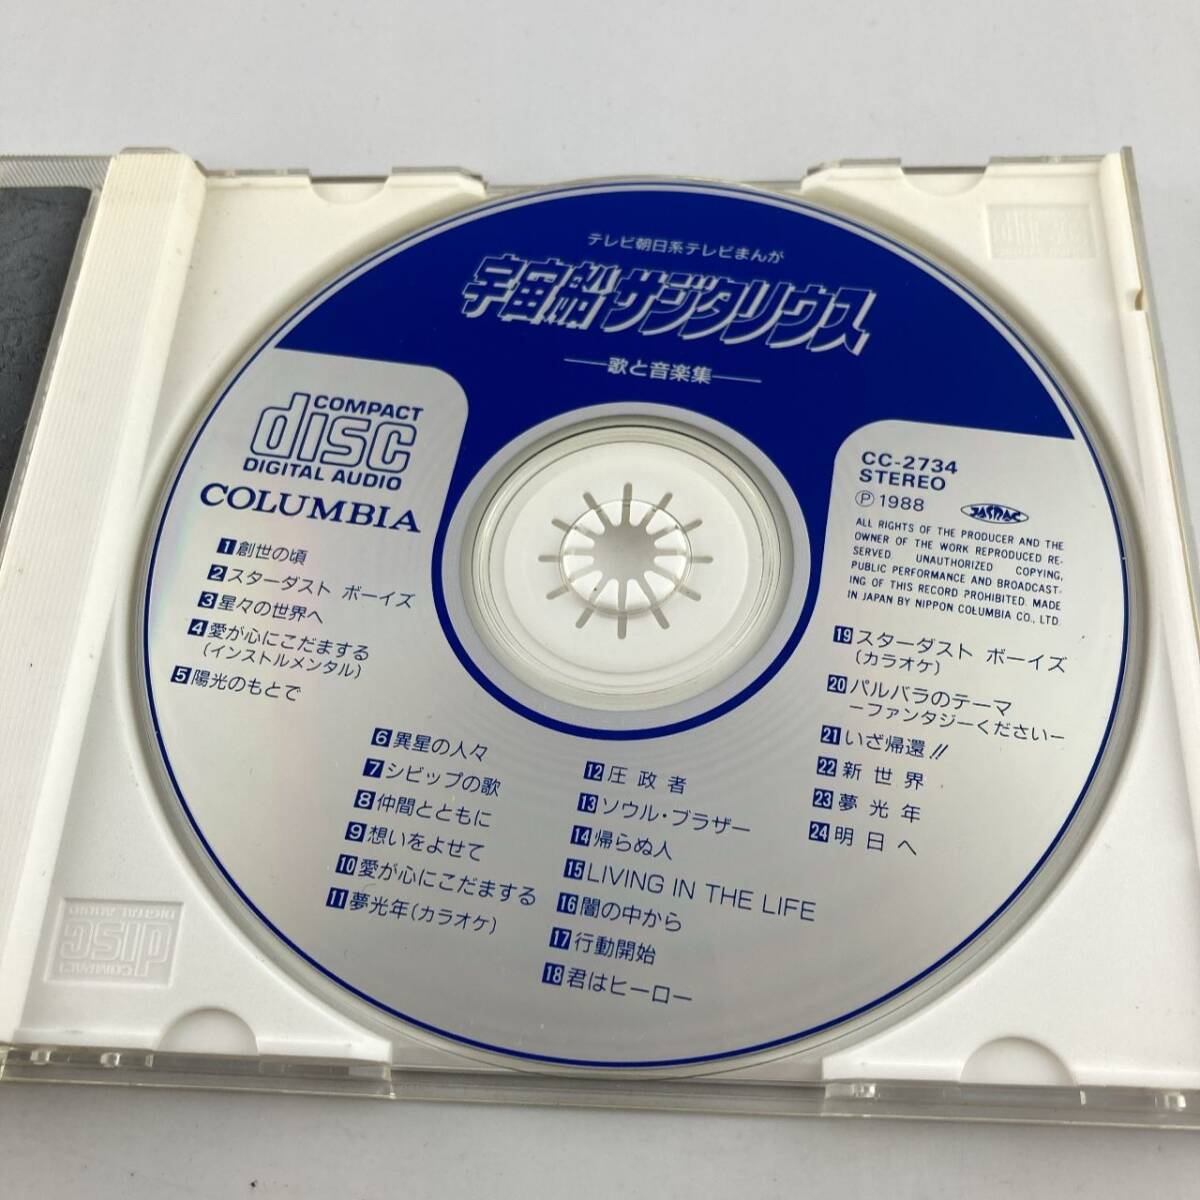 テレビ朝日系テレビまんが
宇宙船サジタリウス
歌と音楽集
COMPACT
disc
DIGITAL AUDIO
COLUMBIA
CC-2734
STEREO
Ⓟ1988
JASRAC
ALL RIGHTS OF THE PRODUCER AND THE
OWNER OF THE WORK REPRODUCED RE-
SERVED. UNAUTHORIZED COPYING,
PUBLIC PERFORMANCE AND BROADCAST-
ING OF THIS RECORD PROHIBITED. MADE
IN JAPAN BY NIPPON COLUMBIA CO., LTD.
1 創世の頃
2 スターダスト ボーイズ
3 星々の世界へ
4 愛が心にこだまする
(インストルメンタル)
5 陽光のもとで
6 異星の人々
7 シビップの歌
8 仲間とともに
9 想いをよせて
10 愛が心にこだまする
11 夢光年(カラオケ)
12 圧政者
13 ソウル・ブラザー
14 帰らぬ人
15 LIVING IN THE LIFE
16 闇の中から
17 行動開始
18 君はヒーロー
19 スターダスト ボーイズ
(カラオケ)
20 パルバラのテーマ
ーファンタジーくださいー
21 いざ帰還!!
22 新世界
23 夢光年
24 明日へ
COMPACT
disc
DIGITAL AUDIO